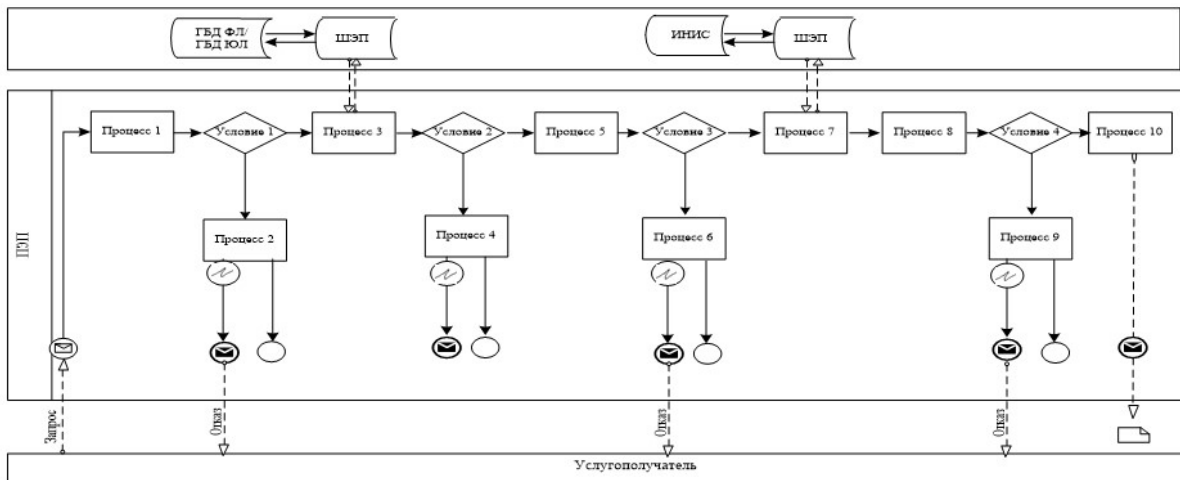 ГБД ФЛ/
ГБД ЮЛ
ШЭП
ИНИС
ШЭП
Процесс 1
Условие 1
Процесс 3
Условие 2
Процесс 5
Условие 3
Процесс 7
Процесс 8
Условие 4
Процесс 10
Процесс 2
Процесс 4
Процесс 6
Процесс 9
ПСП
Запрос
Отказ
Отказ
Отказ
Услугополучатель